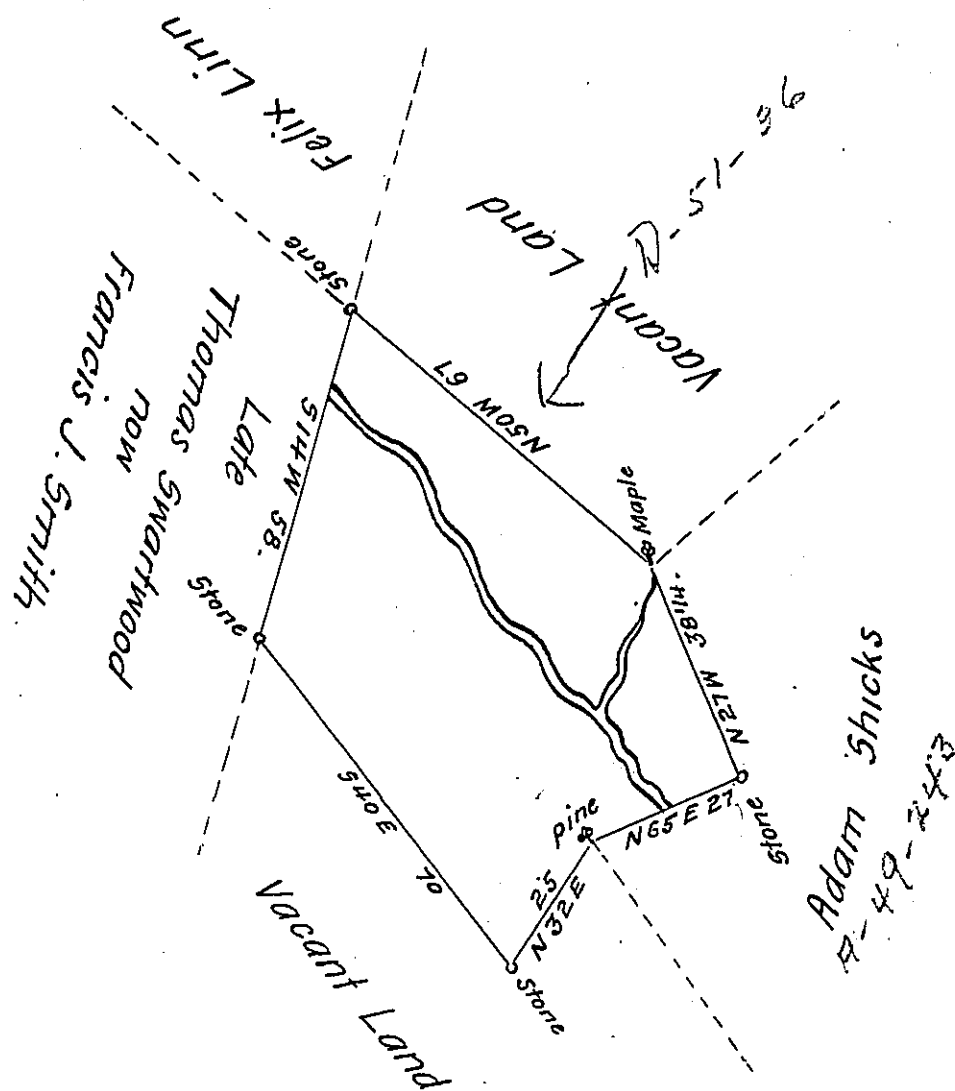 Felix Linn
Vacant
Land
D-51-36
Stone
N50W 67
Maple
N27W 3814.
Stone
N65E 27
Pine
N32E
25
Stone
S40E 70
Stone
S14W 58.
Late
Thomas Swartwood
now
Francis J. Smith
Vacant Land
Adam Shicks
A-49-243